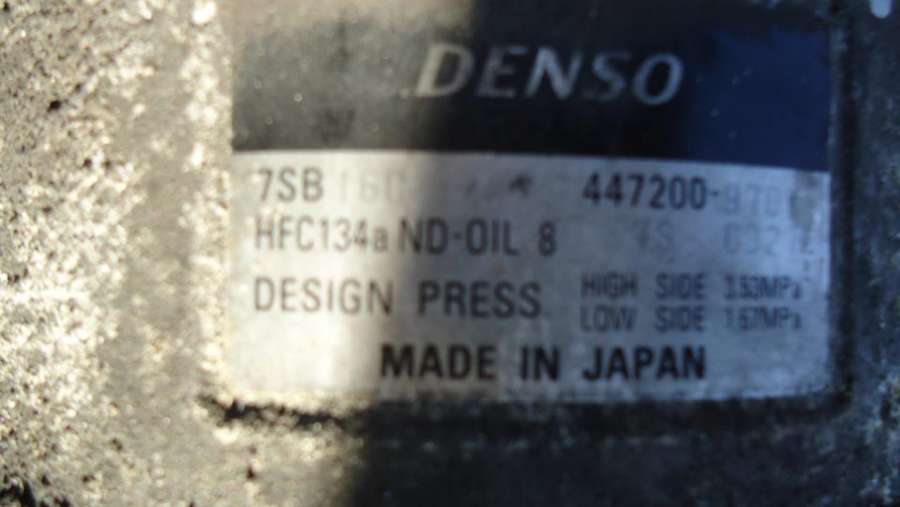 DENSO
7SB16C 447200-
HFC134a ND-OIL 8
DESIGN PRESS. HIGH SIDE 3.53MPa
LOW SIDE 1.67MPa
MADE IN JAPAN